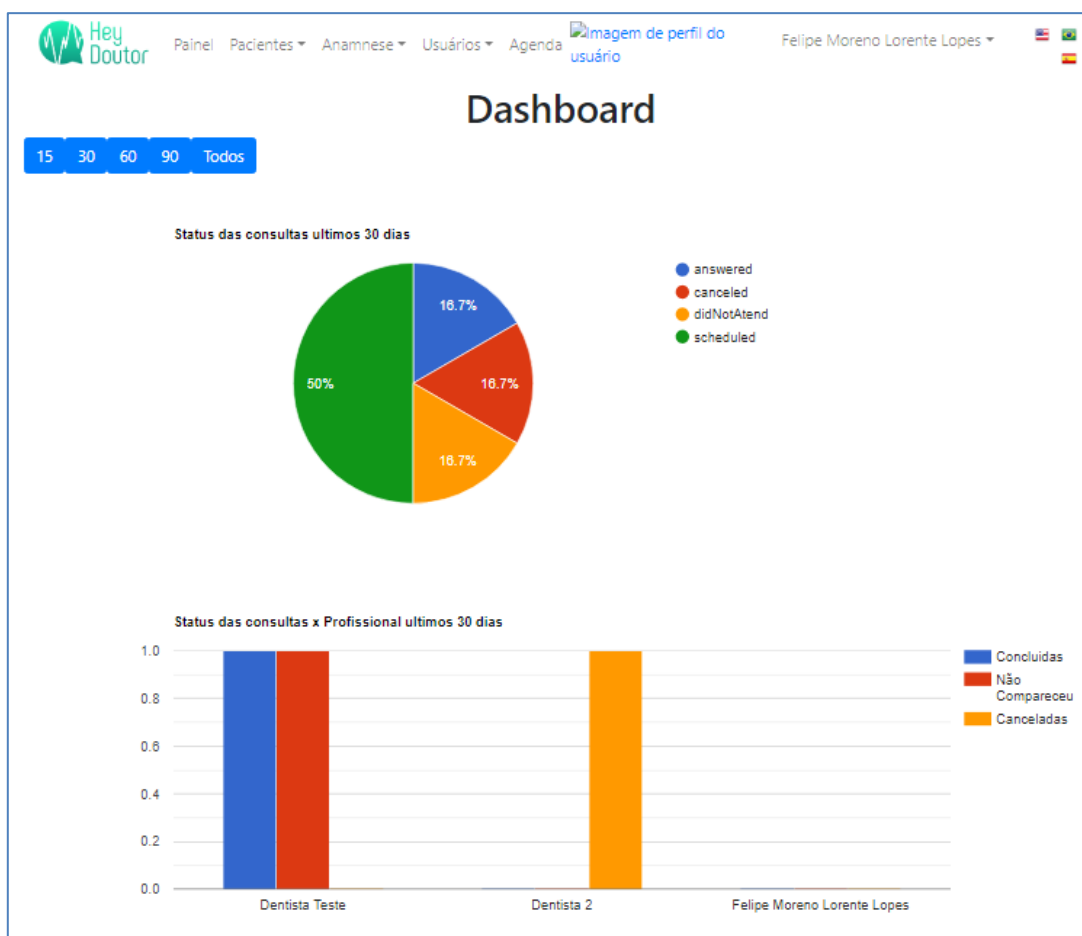 Hey
Doutor
Painel Pacientes Anamnese Usuários Agenda Imagem de perfil do
usuário Felipe Moreno Lorente Lopes
Dashboard
15 30 60 90 Todos
Status das consultas ultimos 30 dias
answered
canceled
didNotAtend
scheduled
16.7%
16.7%
50%
16.7%
Status das consultas x Profissional ultimos 30 dias
1.0
0.8
0.6
0.4
0.2
0.0
Concluidas
Não
Compareceu
Canceladas
Dentista Teste Dentista 2 Felipe Moreno Lorente Lopes